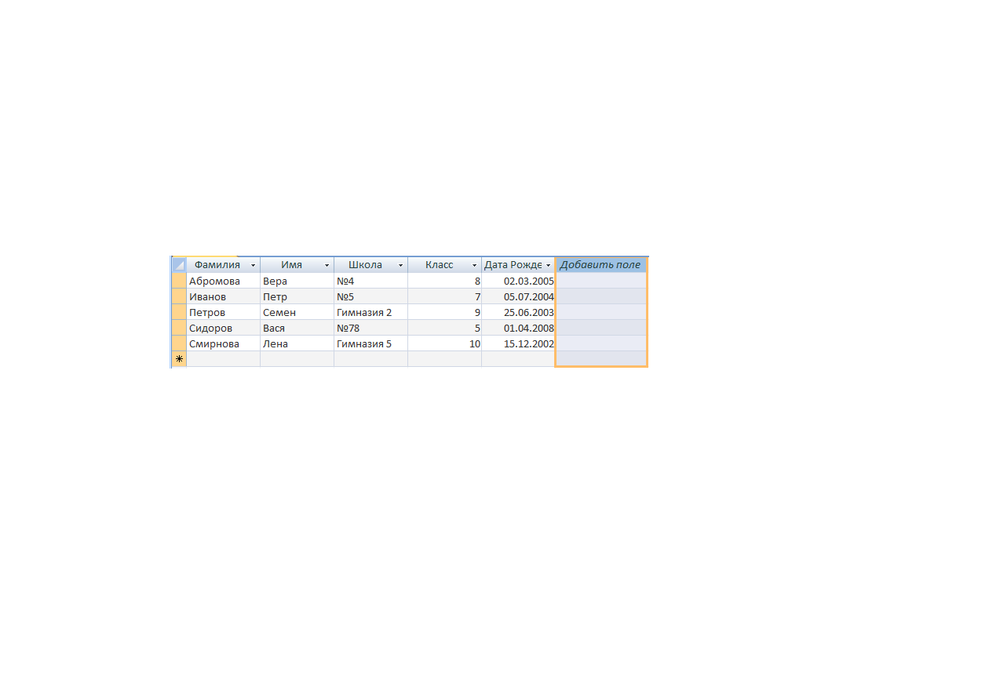 Фамилия Имя Школа Класс Дата Рожде Добавить поле
Абромова Вера №4 8 02.03.2005
Иванов Петр №5 7 05.07.2004
Петров Семен Гимназия 2 9 25.06.2003
Сидоров Вася №78 5 01.04.2008
Смирнова Лена Гимназия 5 10 15.12.2002